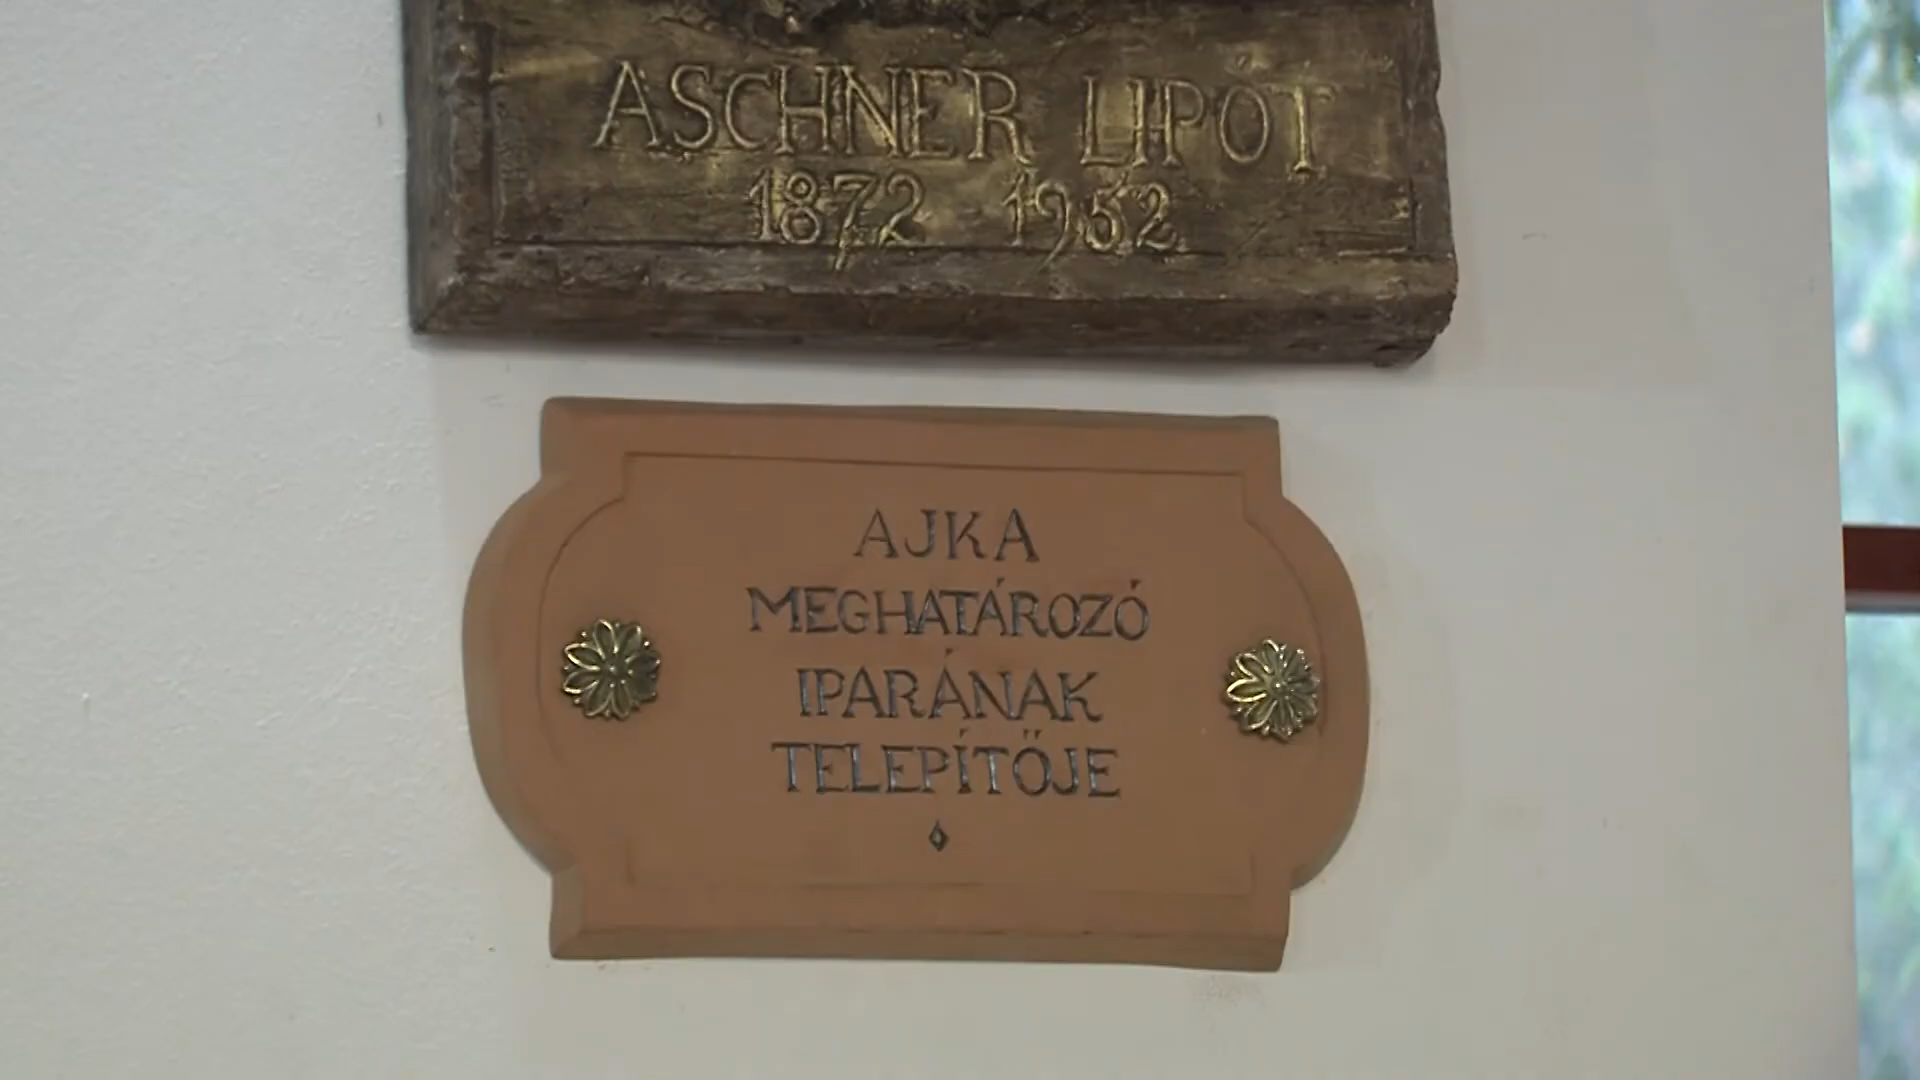 ASCHNER LIPÓT
1872 1952
AJKA
MEGHATÁROZÓ
IPARÁNAK
TELEPÍTŐJE